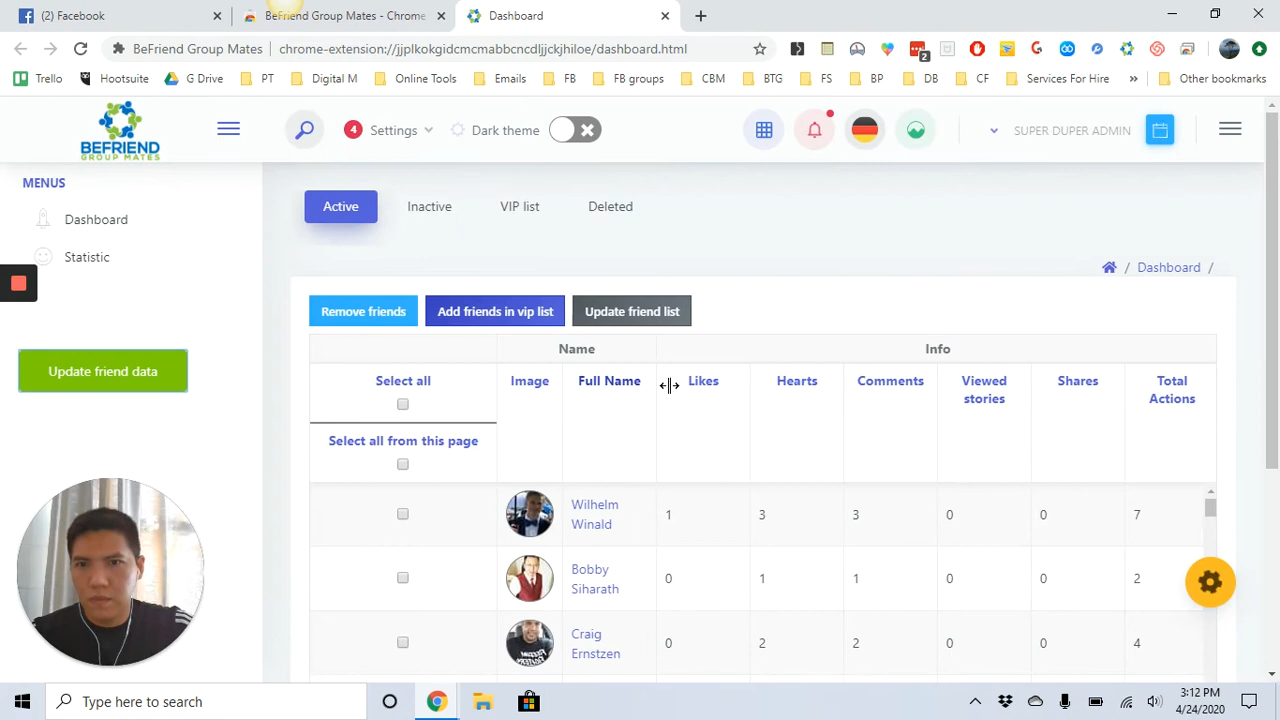 (2) Facebook
BeFriend Group Mates - Chrome
Dashboard
BeFriend Group Mates
chrome-extension://jjplkokgidcmcmabbcncdljjckjhiloe/dashboard.html
2
Trello
Hootsuite
G Drive
PT
Digital M
Online Tools
Emails
FB
FB groups
CBM
BTG
FS
BP
DB
CF
Services For Hire
»
Other bookmarks
BEFRIEND
GROUP MATES
4
Settings
Dark theme
SUPER DUPER ADMIN
MENUS
Dashboard
Statistic
Update friend data
Active
Inactive
VIP list
Deleted
/ Dashboard /
Remove friends
Add friends in vip list
Update friend list
Name
Info
Select all
Image
Full Name
Likes
Hearts
Comments
Viewed
stories
Shares
Total
Actions
Select all from this page
Wilhelm
Winald
1
3
3
0
0
7
Bobby
Siharath
0
1
1
0
0
2
Craig
Ernstzen
0
2
2
0
0
4
Type here to search
3:12 PM
4/24/2020